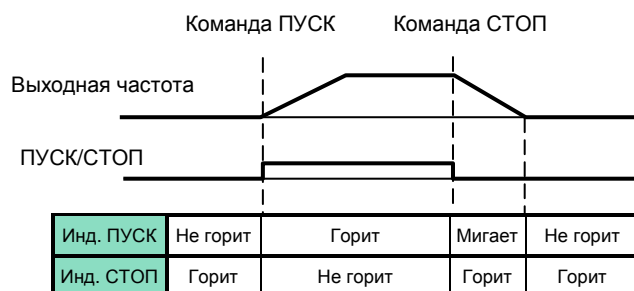 Команда ПУСК Команда СТОП
Выходная частота
ПУСК/СТОП
Инд. ПУСК Не горит Горит Мигает Не горит
Инд. СТОП Горит Не горит Горит Горит